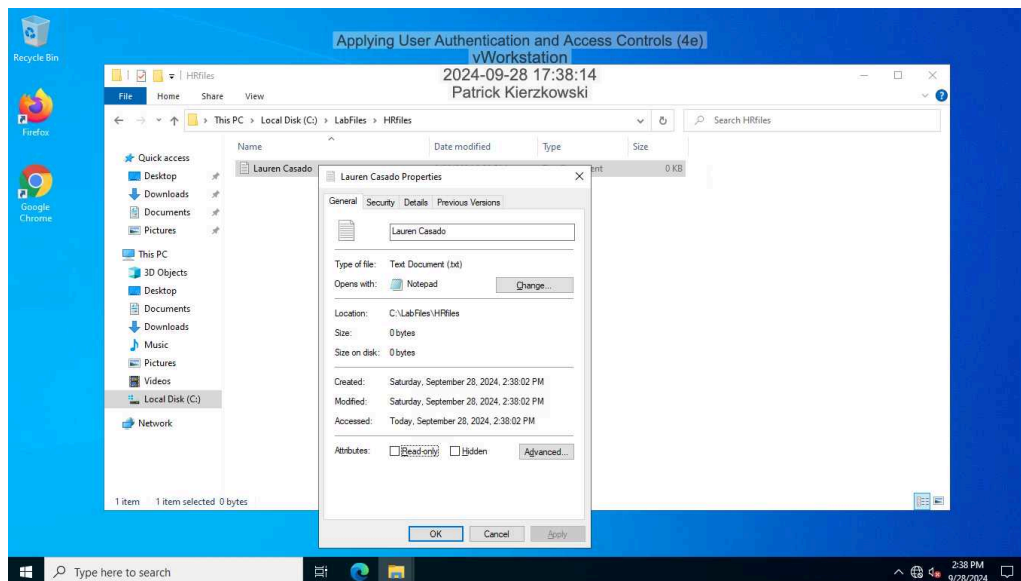 Applying User Authentication and Access Controls (4e)
vWorkstation
2024-09-28 17:38:14
Patrick Kierzkowski
Recycle Bin
Firefox
Google
Chrome
HRfiles
File Home Share View
This PC > Local Disk (C:) > LabFiles > HRfiles
Search HRfiles
Name Date modified Type Size
Lauren Casado 0 KB
Quick access
Desktop
Downloads
Documents
Pictures
This PC
3D Objects
Desktop
Documents
Downloads
Music
Pictures
Videos
Local Disk (C:)
Network
1 item 1 item selected 0 bytes
Lauren Casado Properties
General Security Details Previous Versions
Lauren Casado
Type of file: Text Document (.txt)
Opens with: Notepad Change...
Location: C:\LabFiles\HRfiles
Size: 0 bytes
Size on disk: 0 bytes
Created: Saturday, September 28, 2024, 2:38:02 PM
Modified: Saturday, September 28, 2024, 2:38:02 PM
Accessed: Today, September 28, 2024, 2:38:02 PM
Attributes: Read-only Hidden Advanced...
OK Cancel Apply
Type here to search
2:38 PM
9/28/2024